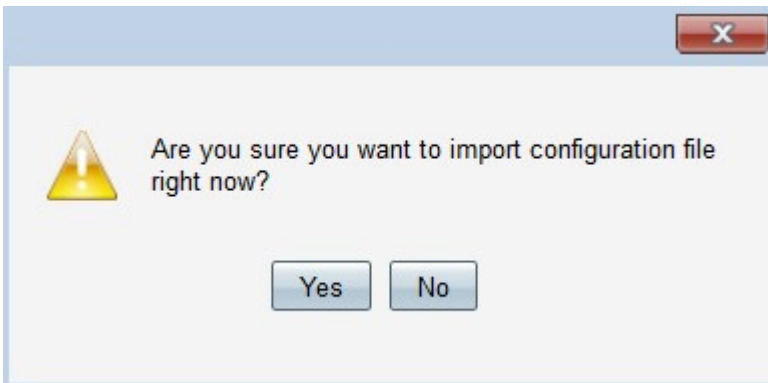 Are you sure you want to import configuration file
right now?
Yes No